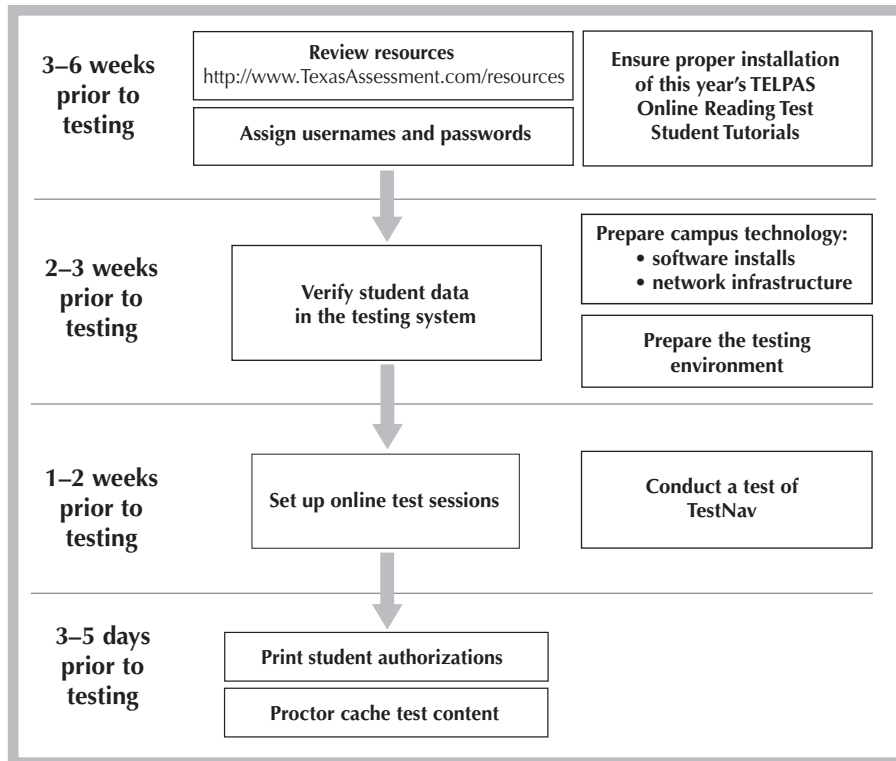 3–6 weeks
prior to
testing
Review resources
http://www.TexasAssessment.com/resources
Assign usernames and passwords
Ensure proper installation
of this year’s TELPAS
Online Reading Test
Student Tutorials
2–3 weeks
prior to
testing
Verify student data
in the testing system
Prepare campus technology:
• software installs
• network infrastructure
Prepare the testing
environment
1–2 weeks
prior to
testing
Set up online test sessions
Conduct a test of
TestNav
3–5 days
prior to
testing
Print student authorizations
Proctor cache test content